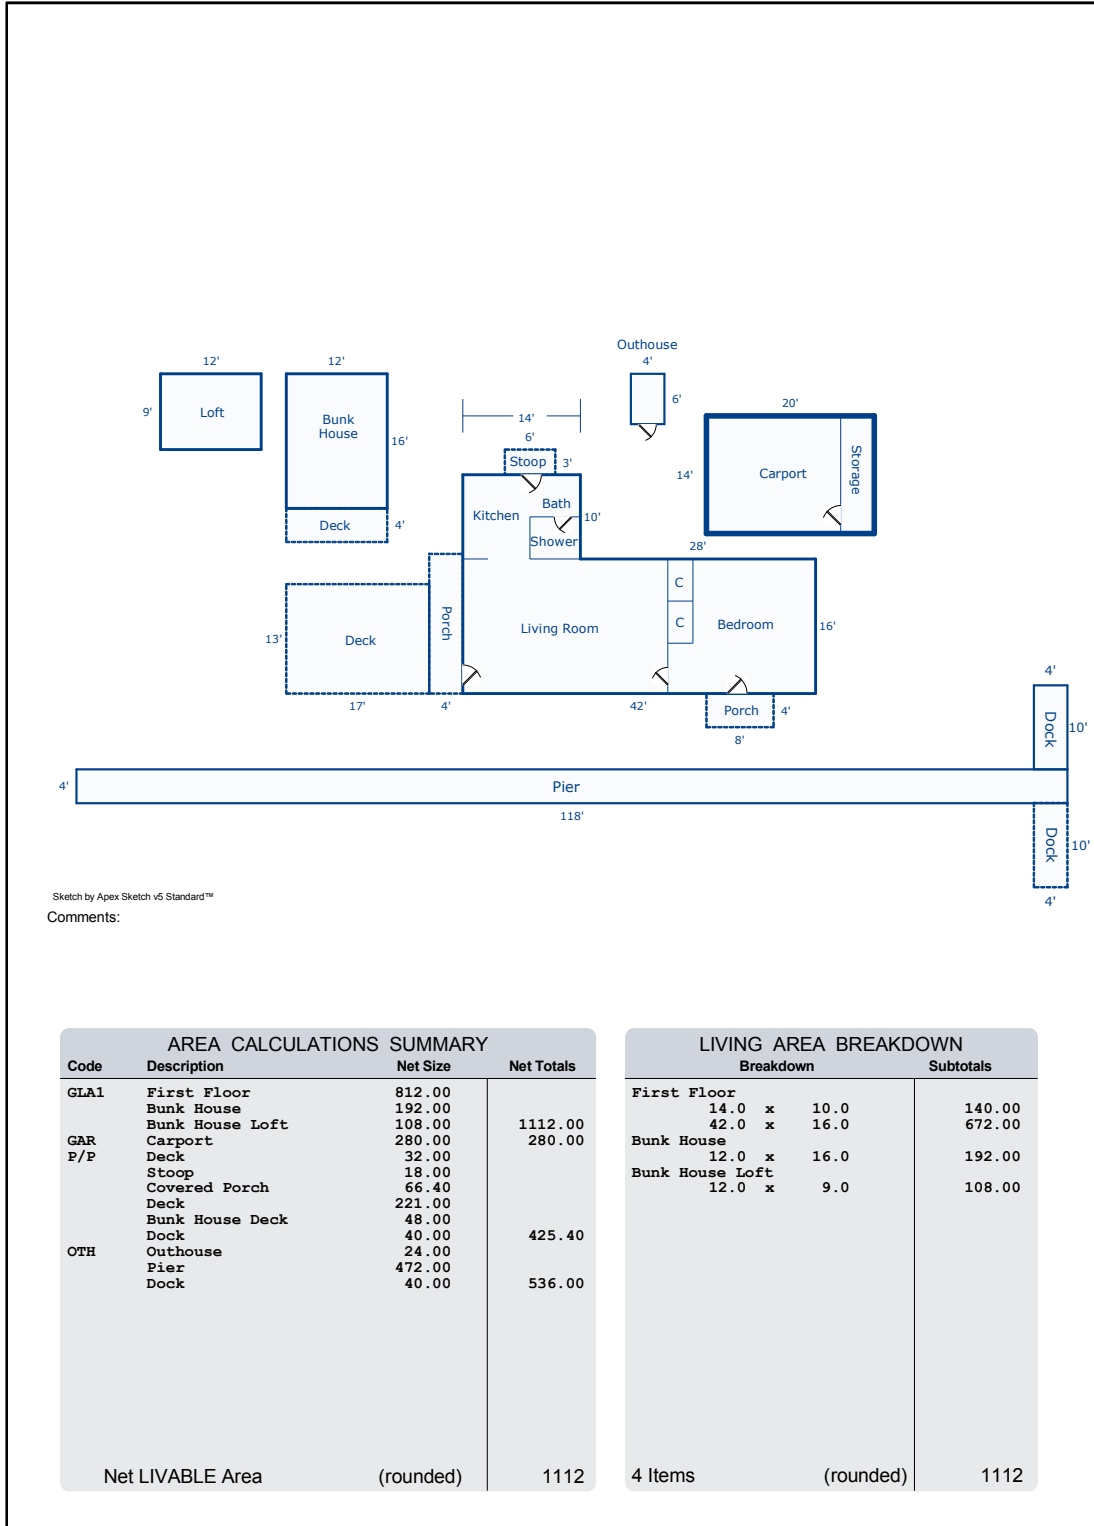 Outhouse
4'
12'
12'
6'
20'
9'
Loft
Bunk
House
16'
14'
6'
Stoop
3'
14'
Carport
Storage
Deck
4'
Kitchen
Bath
10'
Shower
28'
C
C
Porch
Living Room
Bedroom
16'
13'
Deck
17'
4'
42'
Porch
4'
8'
4'
Dock
10'
4'
Pier
118'
Dock
10'
4'
Sketch by Apex Sketch v5 Standard™
Comments:
AREA CALCULATIONS SUMMARY
Code Description Net Size Net Totals
GLA1 First Floor 812.00
Bunk House 192.00
Bunk House Loft 108.00 1112.00
GAR Carport 280.00 280.00
P/P Deck 32.00
Stoop 18.00
Covered Porch 66.40
Deck 221.00
Bunk House Deck 48.00
Dock 40.00 425.40
OTH Outhouse 24.00
Pier 472.00
Dock 40.00 536.00
Net LIVABLE Area (rounded) 1112
LIVING AREA BREAKDOWN
Breakdown Subtotals
First Floor
14.0 x 10.0 140.00
42.0 x 16.0 672.00
Bunk House
12.0 x 16.0 192.00
Bunk House Loft
12.0 x 9.0 108.00
4 Items (rounded) 1112